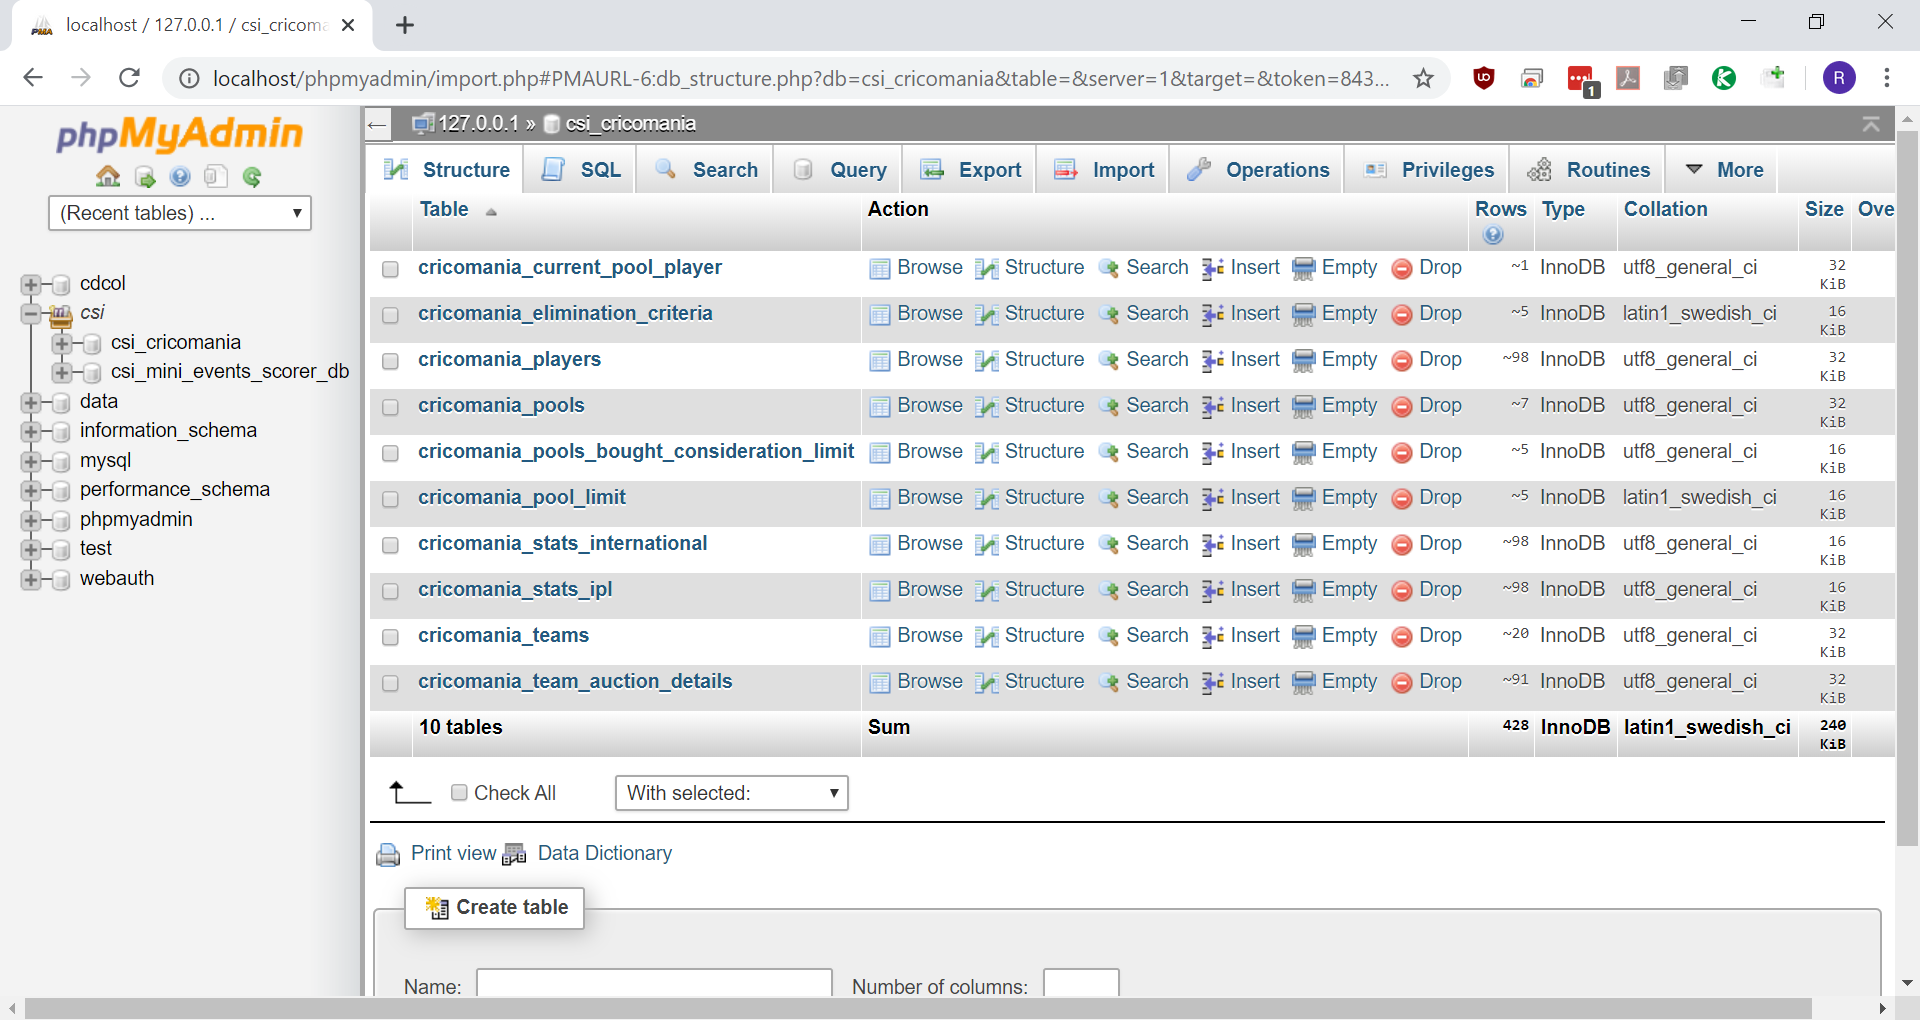 localhost / 127.0.0.1 / csi_cricoma
localhost/phpmyadmin/import.php#PMAURL-6:db_structure.php?db=csi_cricomania&table=&server=1&target=&token=843...
1
R
phpMyAdmin
(Recent tables) ...
cdcol
csi
csi_cricomania
csi_mini_events_scorer_db
data
information_schema
mysql
performance_schema
phpmyadmin
test
webauth
127.0.0.1 » csi_cricomania
Structure SQL Search Query Export Import Operations Privileges Routines More
Table Action Rows Type Collation Size Ove
cricomania_current_pool_player Browse Structure Search Insert Empty Drop ~1 InnoDB utf8_general_ci 32 KiB
cricomania_elimination_criteria Browse Structure Search Insert Empty Drop ~5 InnoDB latin1_swedish_ci 16 KiB
cricomania_players Browse Structure Search Insert Empty Drop ~98 InnoDB utf8_general_ci 32 KiB
cricomania_pools Browse Structure Search Insert Empty Drop ~7 InnoDB utf8_general_ci 32 KiB
cricomania_pools_bought_consideration_limit Browse Structure Search Insert Empty Drop ~5 InnoDB utf8_general_ci 16 KiB
cricomania_pool_limit Browse Structure Search Insert Empty Drop ~5 InnoDB latin1_swedish_ci 16 KiB
cricomania_stats_international Browse Structure Search Insert Empty Drop ~98 InnoDB utf8_general_ci 16 KiB
cricomania_stats_ipl Browse Structure Search Insert Empty Drop ~98 InnoDB utf8_general_ci 16 KiB
cricomania_teams Browse Structure Search Insert Empty Drop ~20 InnoDB utf8_general_ci 32 KiB
cricomania_team_auction_details Browse Structure Search Insert Empty Drop ~91 InnoDB utf8_general_ci 32 KiB
10 tables Sum 428 InnoDB latin1_swedish_ci 240 KiB
Check All With selected:
Print view Data Dictionary
Create table
Name: Number of columns: